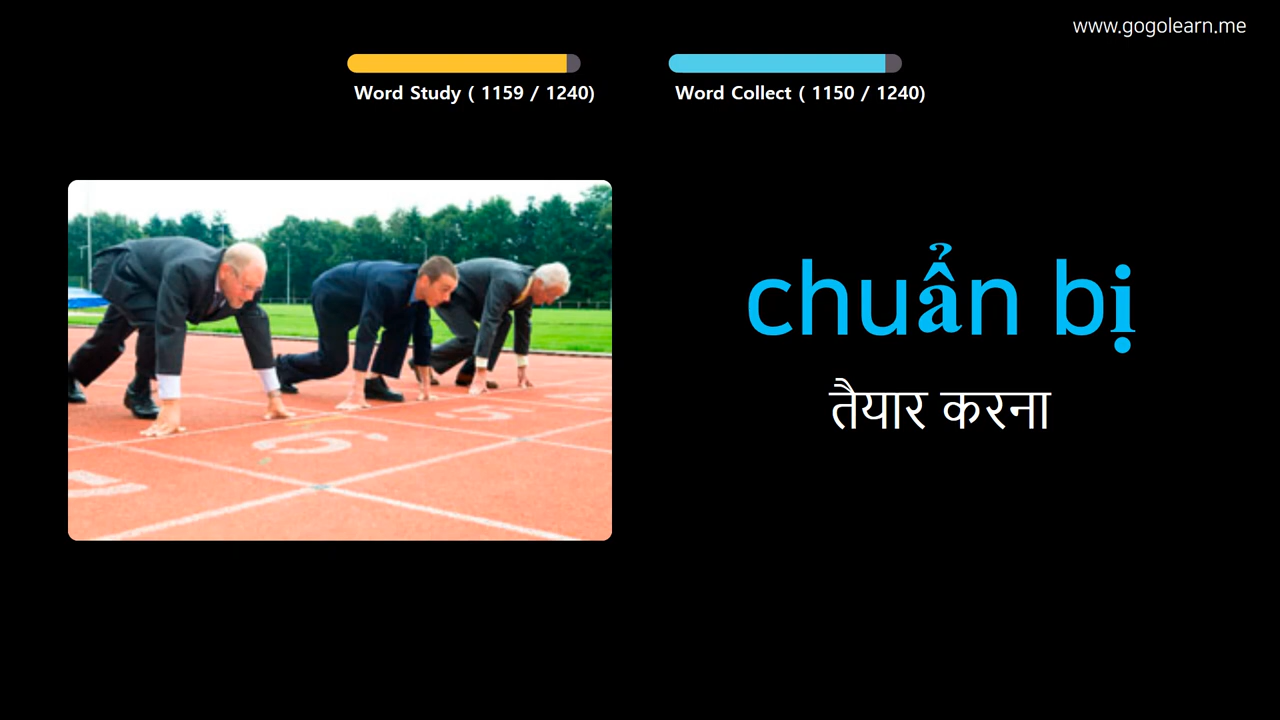 www.gogolearn.me
Word Study ( 1159 / 1240)
Word Collect ( 1150 / 1240)
chuẩn bị
तैयार करना